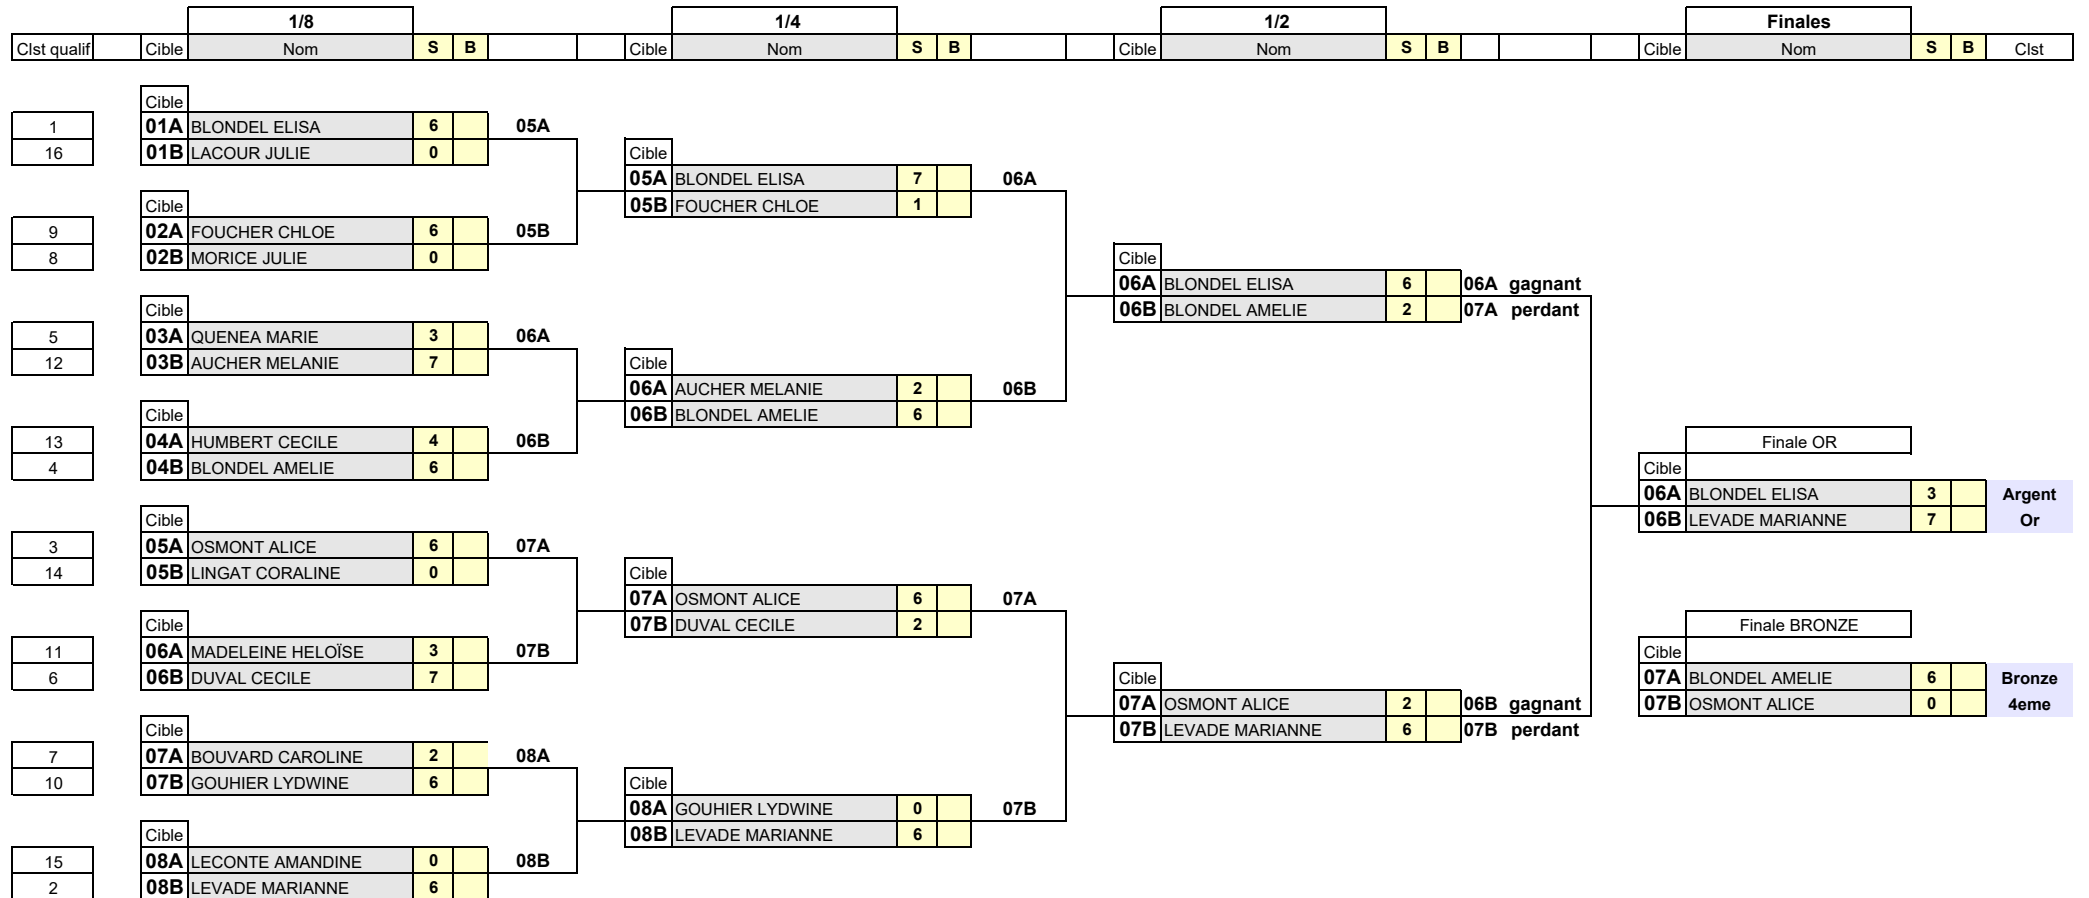 1/8 1/4 1/2 Finales
Clst qualif Cible Nom S B Cible Nom S B Cible Nom S B Cible Nom S B Clst
Cible
1 01A BLONDEL ELISA 6 05A
16 01B LACOUR JULIE 0 Cible
05A BLONDEL ELISA 7 06A
Cible 05B FOUCHER CHLOE 1
9 02A FOUCHER CHLOE 6 05B
8 02B MORICE JULIE 0 Cible
06A BLONDEL ELISA 6 06A gagnant
Cible 06B BLONDEL AMELIE 2 07A perdant
5 03A QUENEA MARIE 3 06A
12 03B AUCHER MELANIE 7 Cible
06A AUCHER MELANIE 2 06B
Cible 06B BLONDEL AMELIE 6
13 04A HUMBERT CECILE 4 06B Finale OR
4 04B BLONDEL AMELIE 6 Cible
06A BLONDEL ELISA 3 Argent
Cible 06B LEVADE MARIANNE 7 Or
3 05A OSMONT ALICE 6 07A
14 05B LINGAT CORALINE 0 Cible
07A OSMONT ALICE 6 07A
Cible 07B DUVAL CECILE 2 Finale BRONZE
11 06A MADELEINE HELOÏSE 3 07B Cible
6 06B DUVAL CECILE 7 Cible 07A BLONDEL AMELIE 6 Bronze
07A OSMONT ALICE 2 06B gagnant 07B OSMONT ALICE 0 4eme
Cible 07B LEVADE MARIANNE 6 07B perdant
7 07A BOUVARD CAROLINE 2 08A
10 07B GOUHIER LYDWINE 6 Cible
08A GOUHIER LYDWINE 0 07B
Cible 08B LEVADE MARIANNE 6
15 08A LECONTE AMANDINE 0 08B
2 08B LEVADE MARIANNE 6